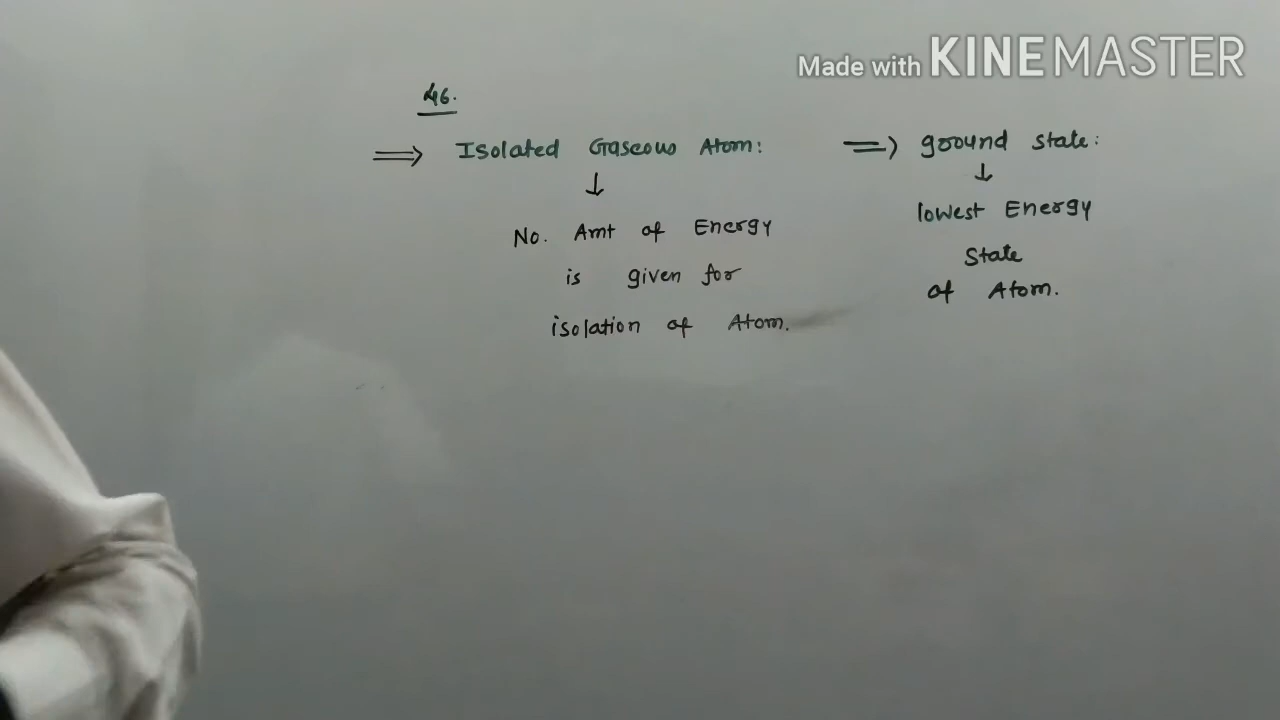 Made with KINEMASTER
46.
⇒ Isolated Gaseous Atom:
↓
No. Amt of Energy
is given for
isolation of Atom.
⇒ ground state:
↓
lowest Energy
State
of Atom.